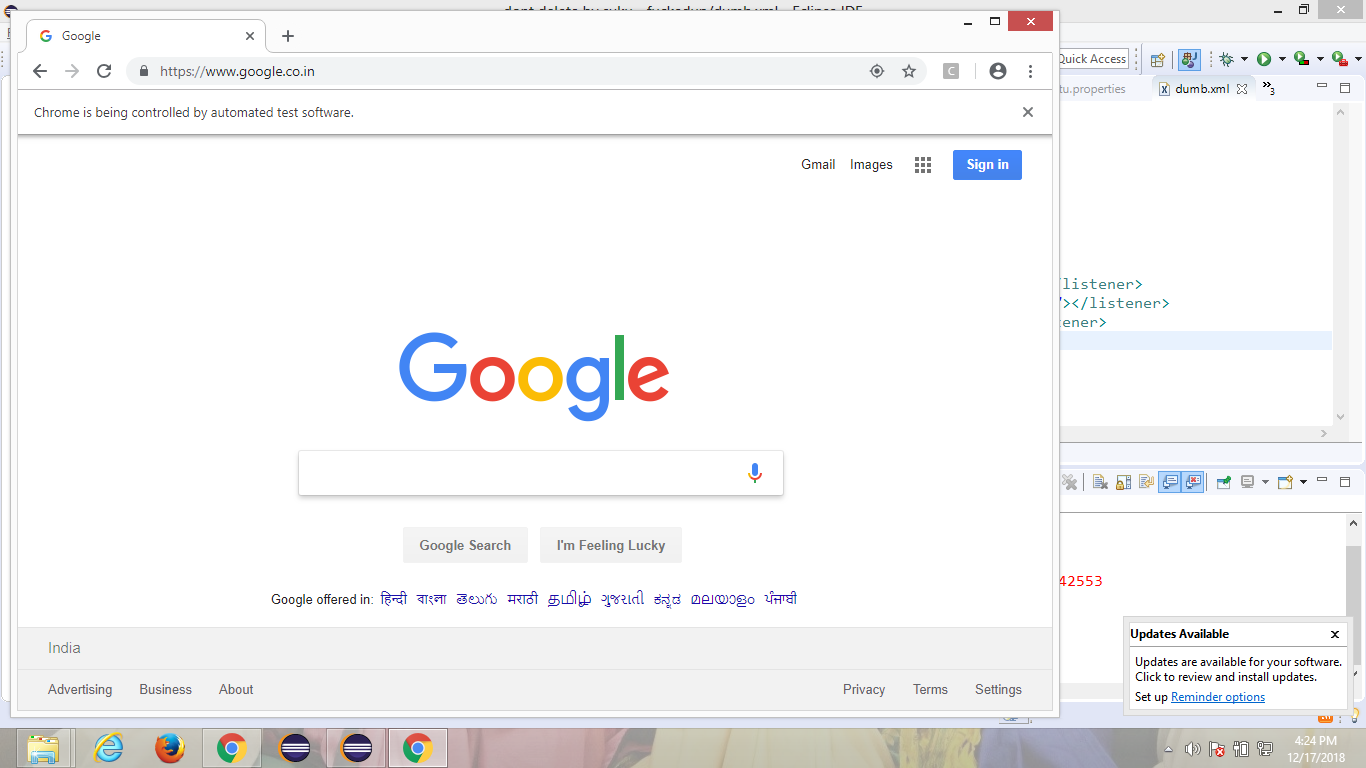 Google
https://www.google.co.in
Quick Access
tu.properties
dumb.xml
3
Chrome is being controlled by automated test software.
Gmail Images Sign in
/listener>
"></listener>
tener>
Google
Google Search I'm Feeling Lucky
Google offered in: हिन्दी বাংলা తెలుగు मराठी தமிழ் ગુજરાતી ಕನ್ನಡ മലയാളം ਪੰਜਾਬੀ
42553
India
Advertising Business About Privacy Terms Settings
Updates Available
Updates are available for your software.
Click to review and install updates.
Set up Reminder options
4:24 PM
12/17/2018